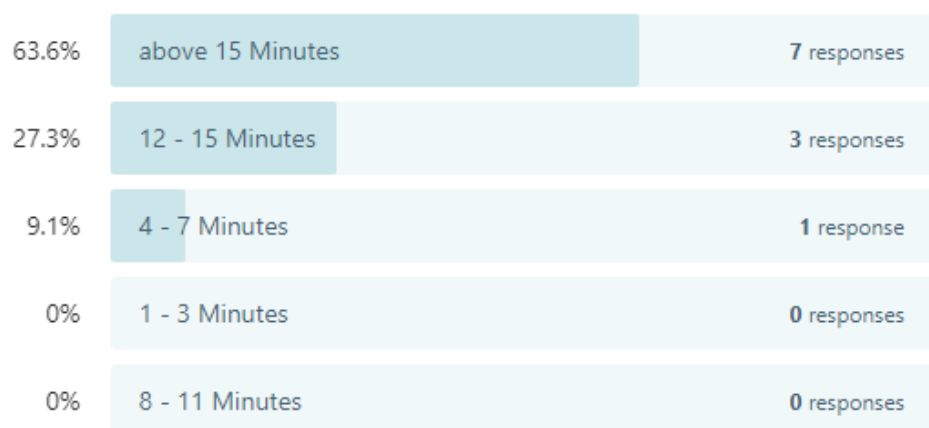 63.6% above 15 Minutes 7 responses
27.3% 12 - 15 Minutes 3 responses
9.1% 4 - 7 Minutes 1 response
0% 1 - 3 Minutes 0 responses
0% 8 - 11 Minutes 0 responses